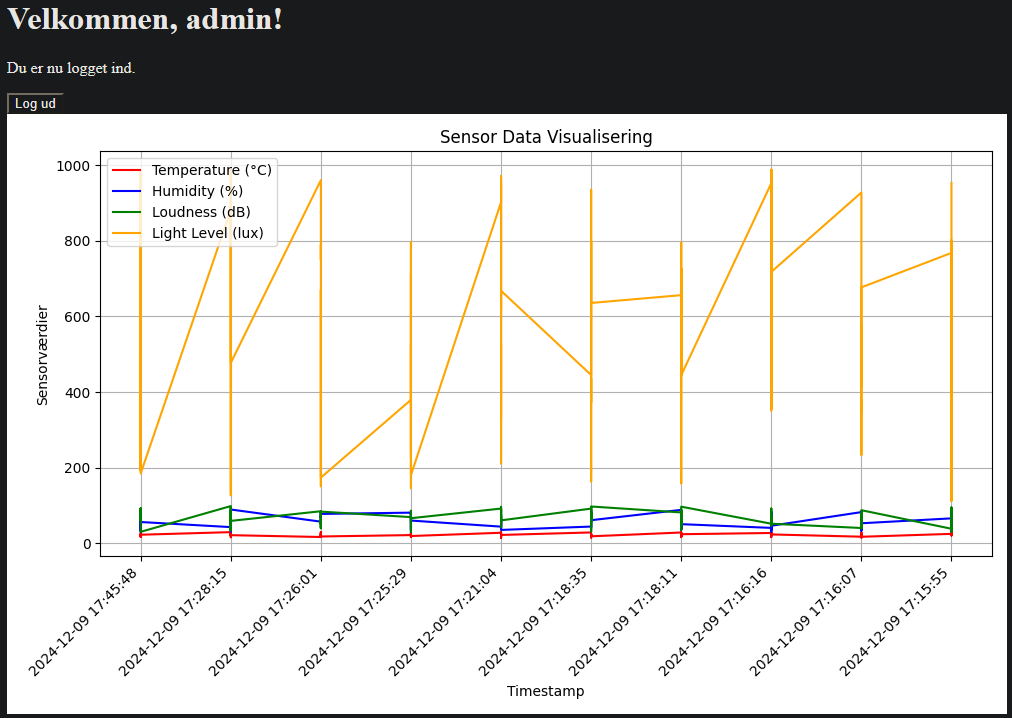 Velkommen, admin!
Du er nu logget ind.
Log ud
Sensor Data Visualisering
Temperature (°C)
Humidity (%)
Loudness (dB)
Light Level (lux)
1000
800
600
400
200
0
Sensorværdier
2024-12-09 17:45:48
2024-12-09 17:28:15
2024-12-09 17:26:01
2024-12-09 17:25:29
2024-12-09 17:21:04
2024-12-09 17:18:35
2024-12-09 17:18:11
2024-12-09 17:16:16
2024-12-09 17:16:07
2024-12-09 17:15:55
Timestamp